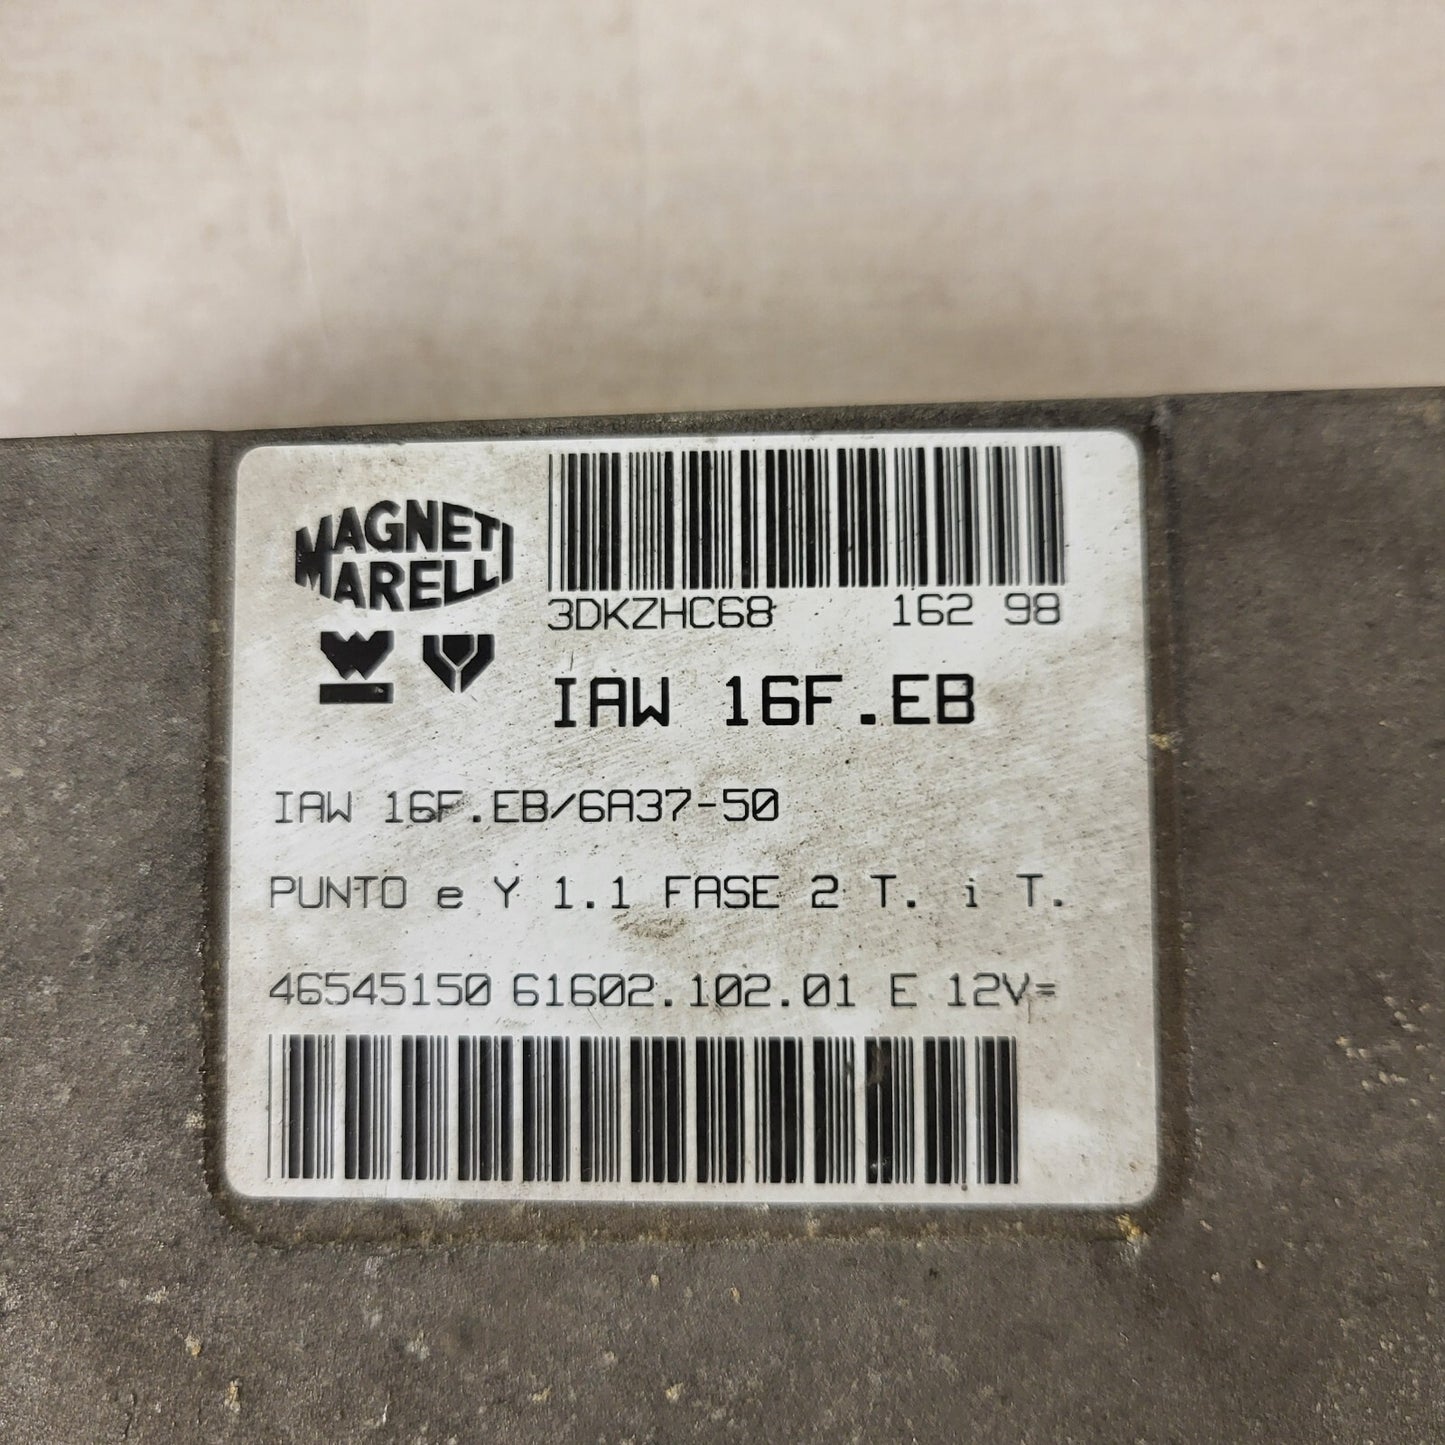 MAGNETI
MARELLI
3DKZHC68 162 98
IAW 16F.EB
IAW 16F.EB/6A37-50
PUNTO e Y 1.1 FASE 2 T. i T.
46545150 61602.102.01 E 12V=